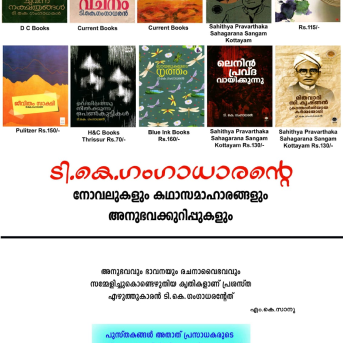 വചനം
ടി.കെ.ഗംഗാധരൻ
D C Books
Current Books
Current Books
Sahithya Pravarthaka
Sahagarana Sangam
Kottayam
Rs.115/-
നൃത്തം
ലെനിൻ
പ്രവ്ദ
വായിക്കുന്നു
Pulitzer Rs.150/-
H&C Books
Thrissur Rs.70/-
Blue Ink Books
Rs.160/-
Sahithya Pravarthaka
Sahagarana Sangam
Kottayam Rs.130/-
Sahithya Pravarthaka
Sahagarana Sangam
Kottayam Rs.130/-
ടി.കെ.ഗംഗാധരന്റെ
നോവലുകളും കഥാസമാഹാരങ്ങളും
അനുഭവക്കുറിപ്പുകളും
അനുഭവവും ഭാവനയും രചനാവൈഭവവും
സമ്മേളിച്ചുകൊണ്ടെഴുതിയ കൃതികളാണ് പ്രശസ്ത
എഴുത്തുകാരൻ ടി.കെ.ഗംഗാധരന്റേത്
എം.കെ.സാനു
പുസ്തകങ്ങൾ അതാത് പ്രസാധകരുടെ